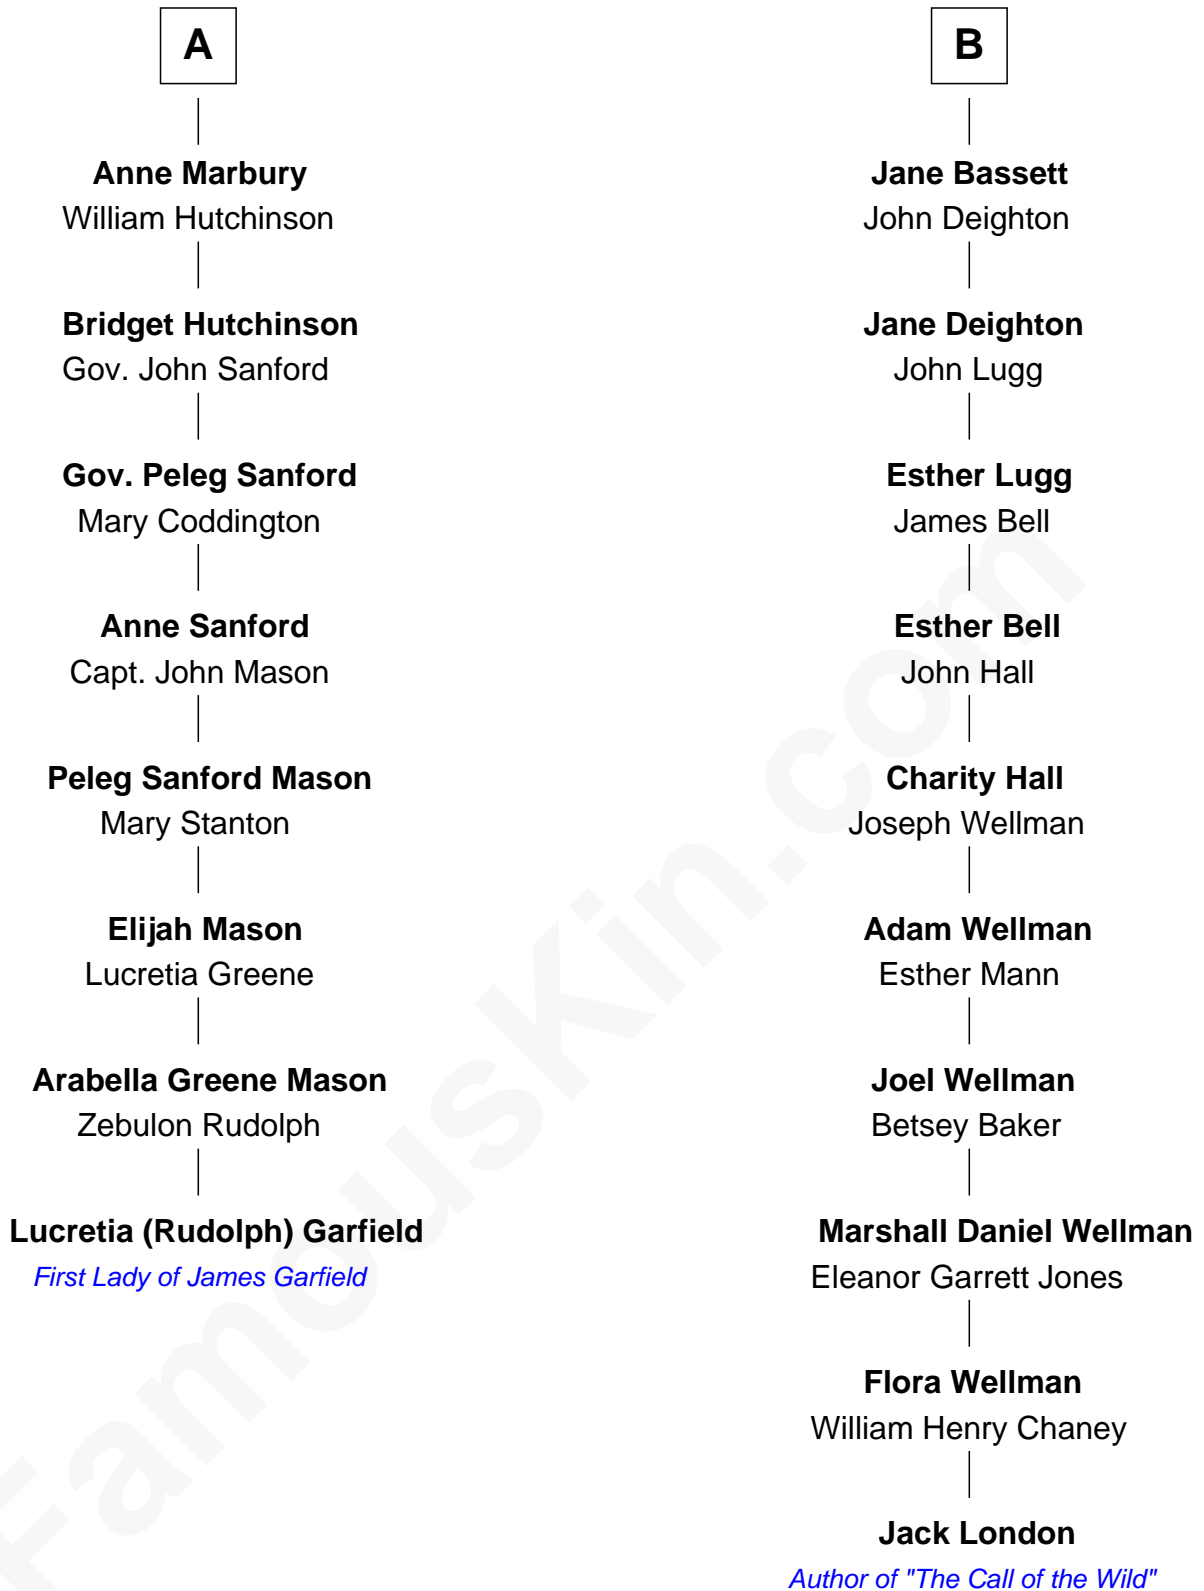 A
Anne Marbury
William Hutchinson
Bridget Hutchinson
Gov. John Sanford
Gov. Peleg Sanford
Mary Coddington
Anne Sanford
Capt. John Mason
Peleg Sanford Mason
Mary Stanton
Elijah Mason
Lucretia Greene
Arabella Greene Mason
Zebulon Rudolph
Lucretia (Rudolph) Garfield
First Lady of James Garfield
B
Jane Bassett
John Deighton
Jane Deighton
John Lugg
Esther Lugg
James Bell
Esther Bell
John Hall
Charity Hall
Joseph Wellman
Adam Wellman
Esther Mann
Joel Wellman
Betsey Baker
Marshall Daniel Wellman
Eleanor Garrett Jones
Flora Wellman
William Henry Chaney
Jack London
Author of "The Call of the Wild"
FamousKin.com